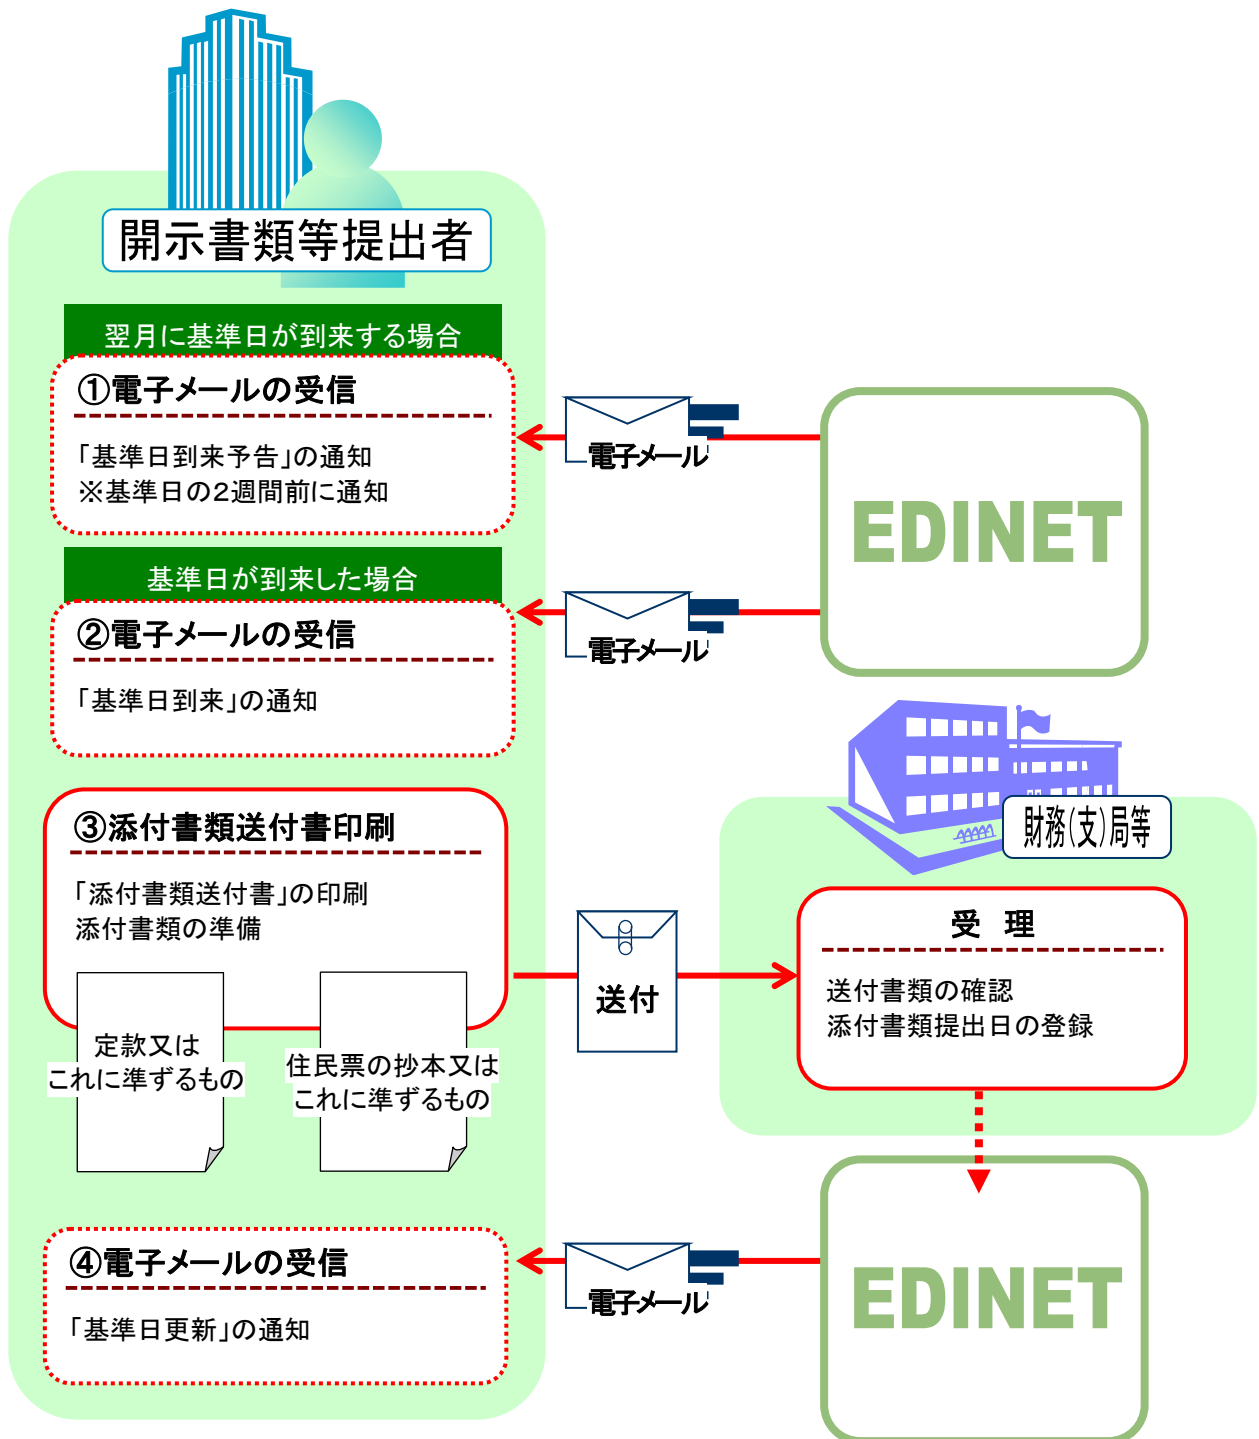 開示書類等提出者
翌月に基準日が到来する場合
①電子メールの受信
「基準日到来予告」の通知
※基準日の2週間前に通知
電子メール
EDINET
基準日が到来した場合
②電子メールの受信
「基準日到来」の通知
電子メール
財務(支)局等
③添付書類送付書印刷
「添付書類送付書」の印刷
添付書類の準備
定款又は
これに準ずるもの
住民票の抄本又は
これに準ずるもの
送付
受 理
送付書類の確認
添付書類提出日の登録
④電子メールの受信
「基準日更新」の通知
電子メール
EDINET